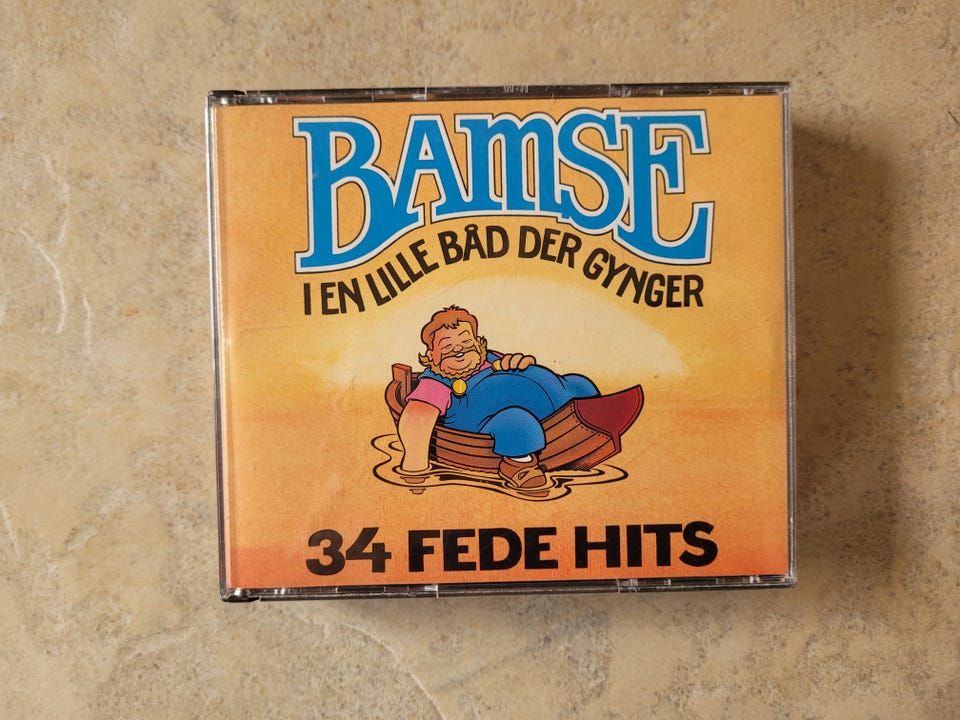 BAMSE
I EN LILLE BÅD DER GYNGER
34 FEDE HITS